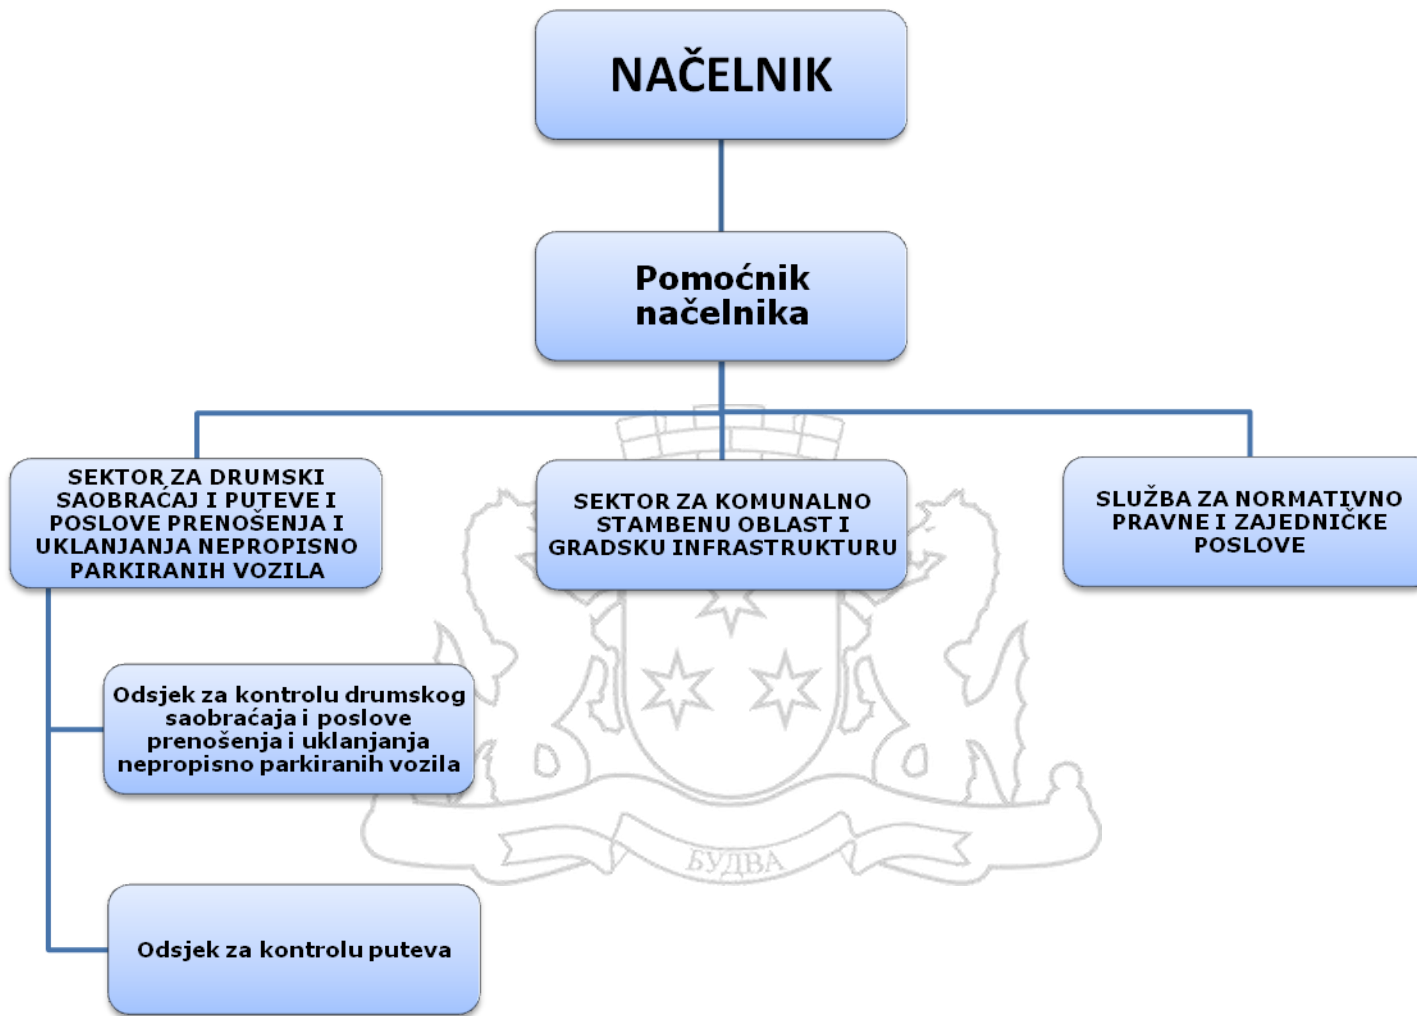 NAČELNIK
Pomoćnik
načelnika
SEKTOR ZA DRUMSKI
SAOBRAĆAJ I PUTEVE I
POSLOVE PRENOŠENJA I
UKLANJANJA NEPROPISNO
PARKIRANIH VOZILA
SEKTOR ZA KOMUNALNO
STAMBENU OBLAST I
GRADSKU INFRASTRUKTURU
SLUŽBA ZA NORMATIVNO
PRAVNE I ZAJEDNIČKE
POSLOVE
Odsjek za kontrolu drumskog
saobraćaja i poslove
prenošenja i uklanjanja
nepropisno parkiranih vozila
БУДВА
Odsjek za kontrolu puteva